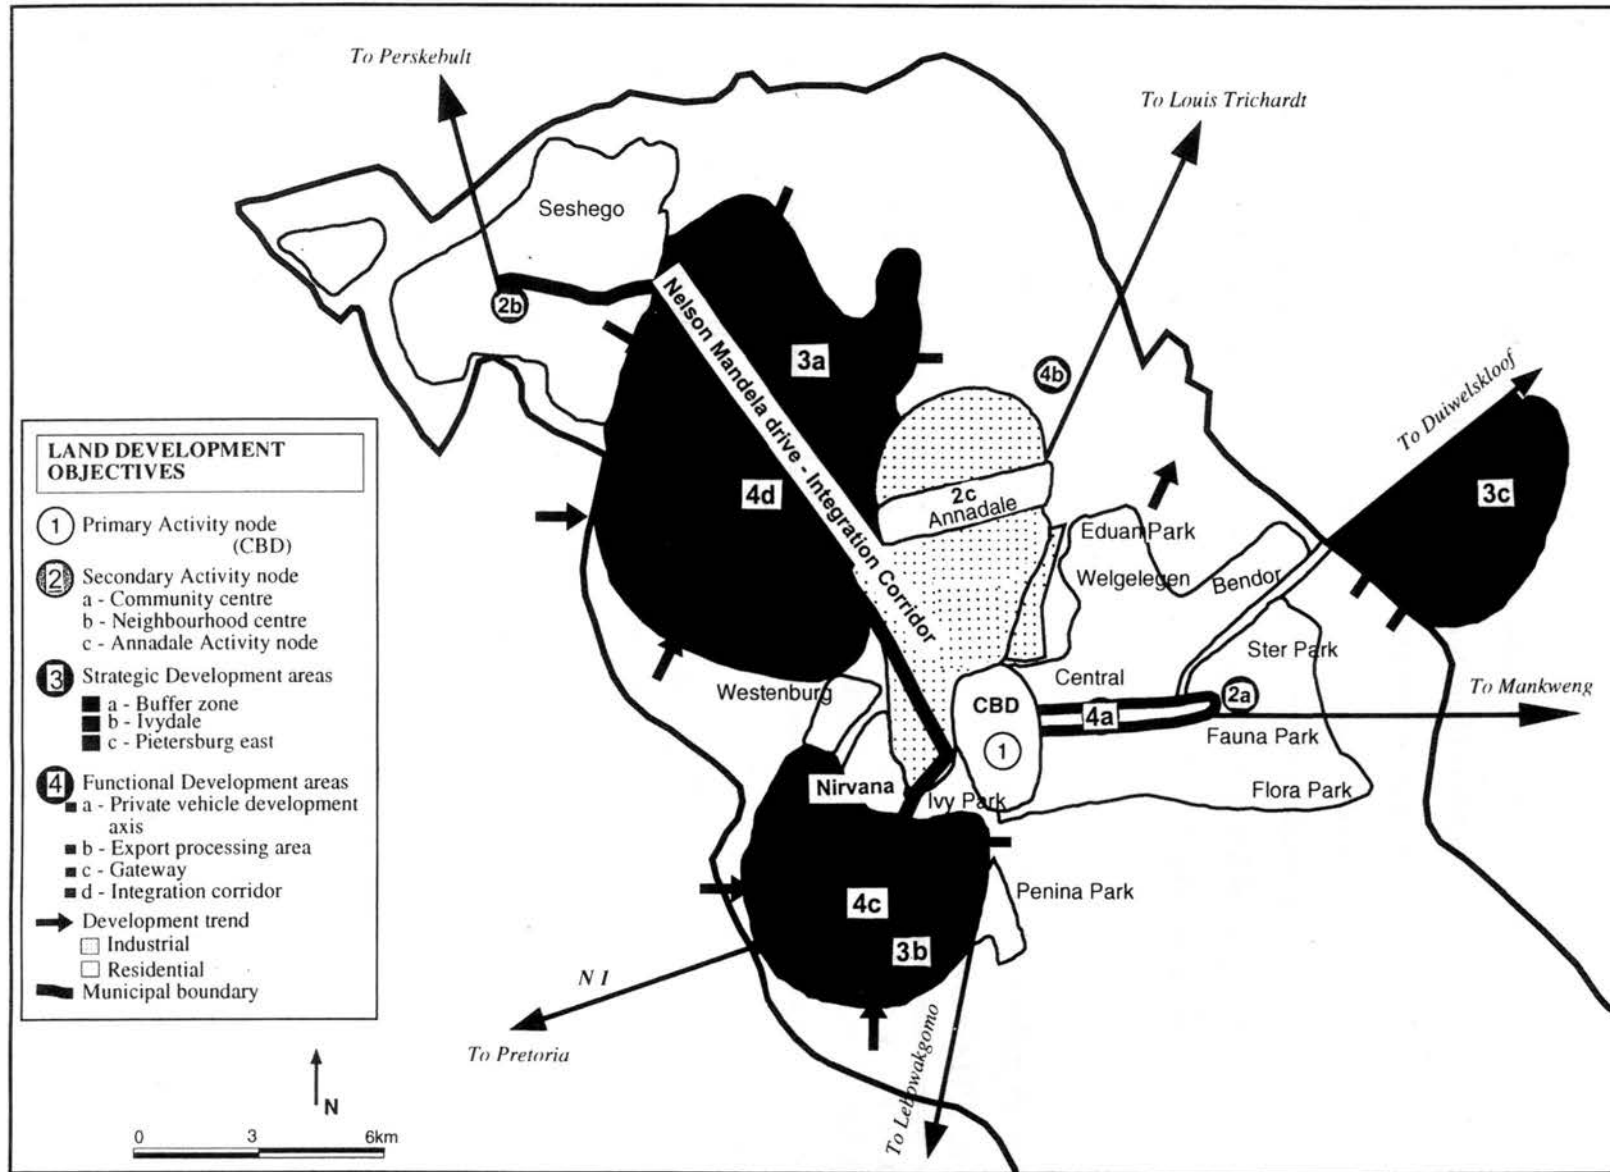 To Perskebult
To Louis Trichardt
Seshego
2b
Nelson Mandela drive - Integration Corridor
3a
4b
To Duiwelskloof
3c
4d
2c
Annadale
Eduan Park
Welgelegen
Bendor
Ster Park
Westenburg
Central
CBD
1
4a
2a
To Mankweng
Fauna Park
Flora Park
Nirvana
Ivy Park
Penina Park
4c
3b
N I
To Pretoria
To Lebowakgomo
LAND DEVELOPMENT
OBJECTIVES
1 Primary Activity node
(CBD)
2 Secondary Activity node
a - Community centre
b - Neighbourhood centre
c - Annadale Activity node
3 Strategic Development areas
a - Buffer zone
b - Ivydale
c - Pietersburg east
4 Functional Development areas
a - Private vehicle development
axis
b - Export processing area
c - Gateway
d - Integration corridor
Development trend
Industrial
Residential
Municipal boundary
N
0 3 6km